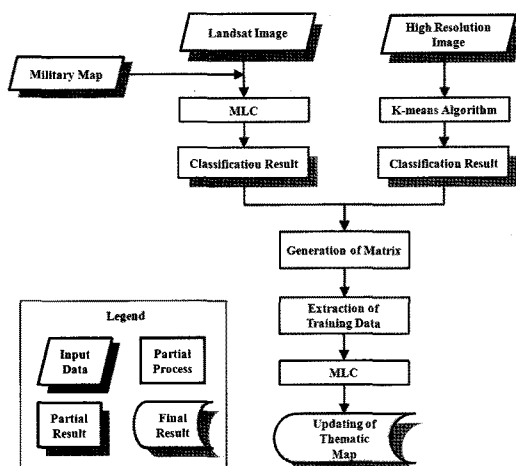 Landsat Image
High Resolution
Image
Military Map
MLC
K-means Algorithm
Classification Result
Classification Result
Generation of Matrix
Extraction of
Training Data
MLC
Updating of
Thematic
Map
Legend
Input
Data
Partial
Process
Partial
Result
Final
Result